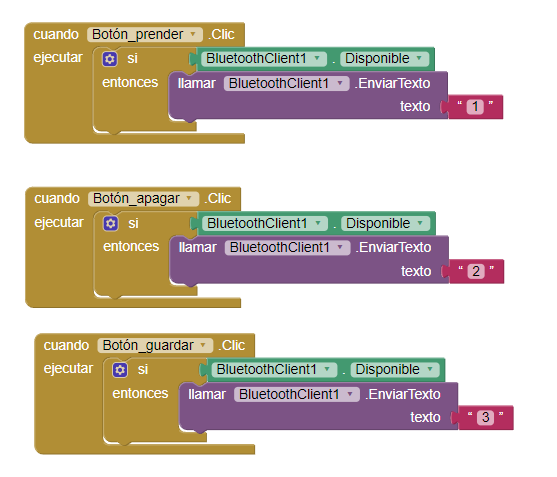 cuando Botón_prender .Clic
ejecutar si BluetoothClient1 . Disponible
entonces llamar BluetoothClient1 .EnviarTexto
texto " 1 "
cuando Botón_apagar .Clic
ejecutar si BluetoothClient1 . Disponible
entonces llamar BluetoothClient1 .EnviarTexto
texto " 2 "
cuando Botón_guardar .Clic
ejecutar si BluetoothClient1 . Disponible
entonces llamar BluetoothClient1 .EnviarTexto
texto " 3 "